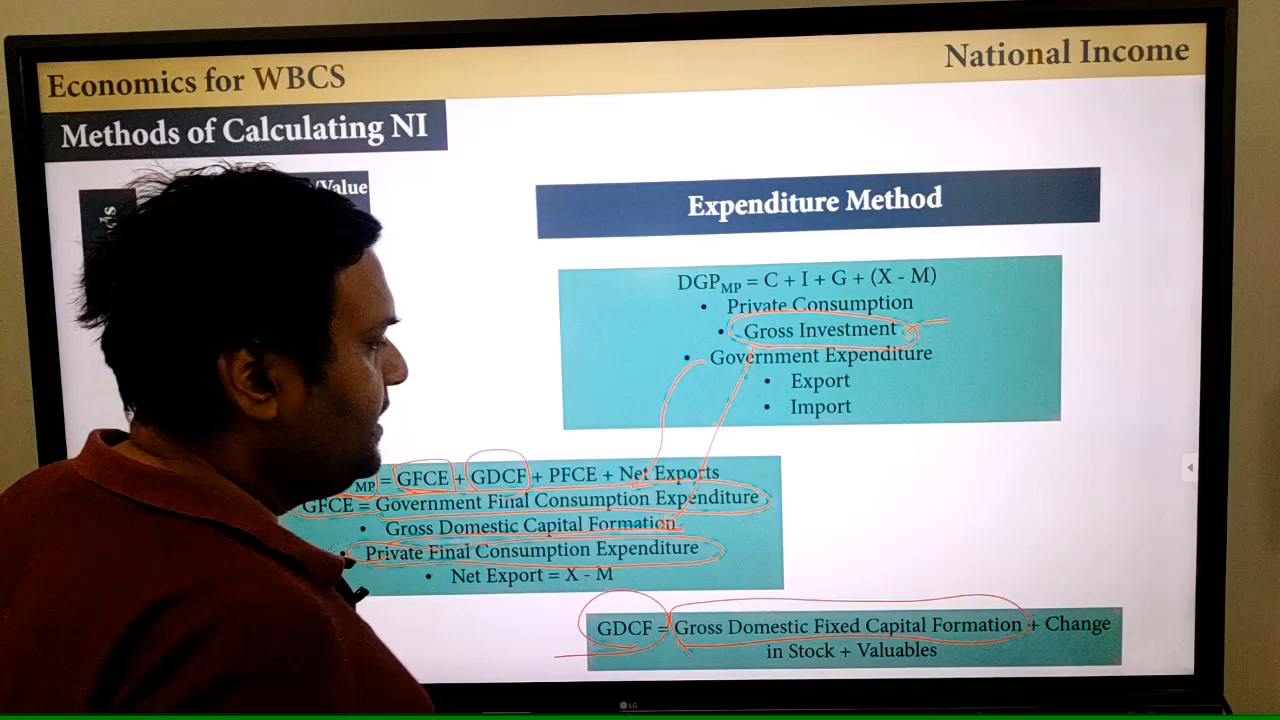 Economics for WBCS
National Income
Methods of Calculating NI
/Value
Expenditure Method
DGPMP = C + I + G + (X - M)
• Private Consumption
• Gross Investment
• Government Expenditure
• Export
• Import
MP = GFCE + GDCF + PFCE + Net Exports
GFCE = Government Final Consumption Expenditure
• Gross Domestic Capital Formation
• Private Final Consumption Expenditure
• Net Export = X - M
GDCF = Gross Domestic Fixed Capital Formation + Change
in Stock + Valuables
LG